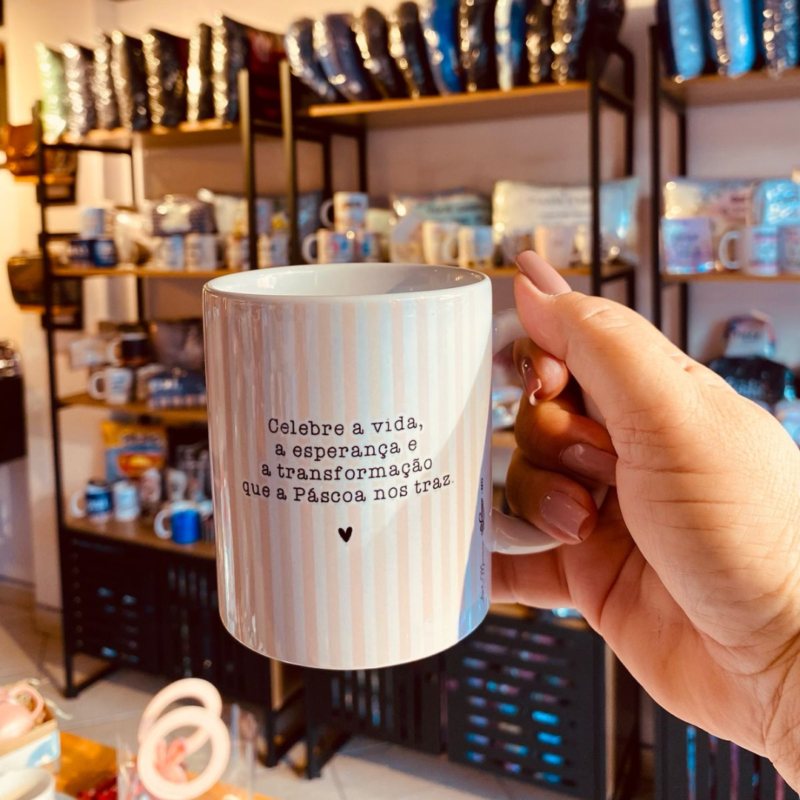 Celebre a vida,
a esperança e
a transformação
que a Páscoa nos traz.